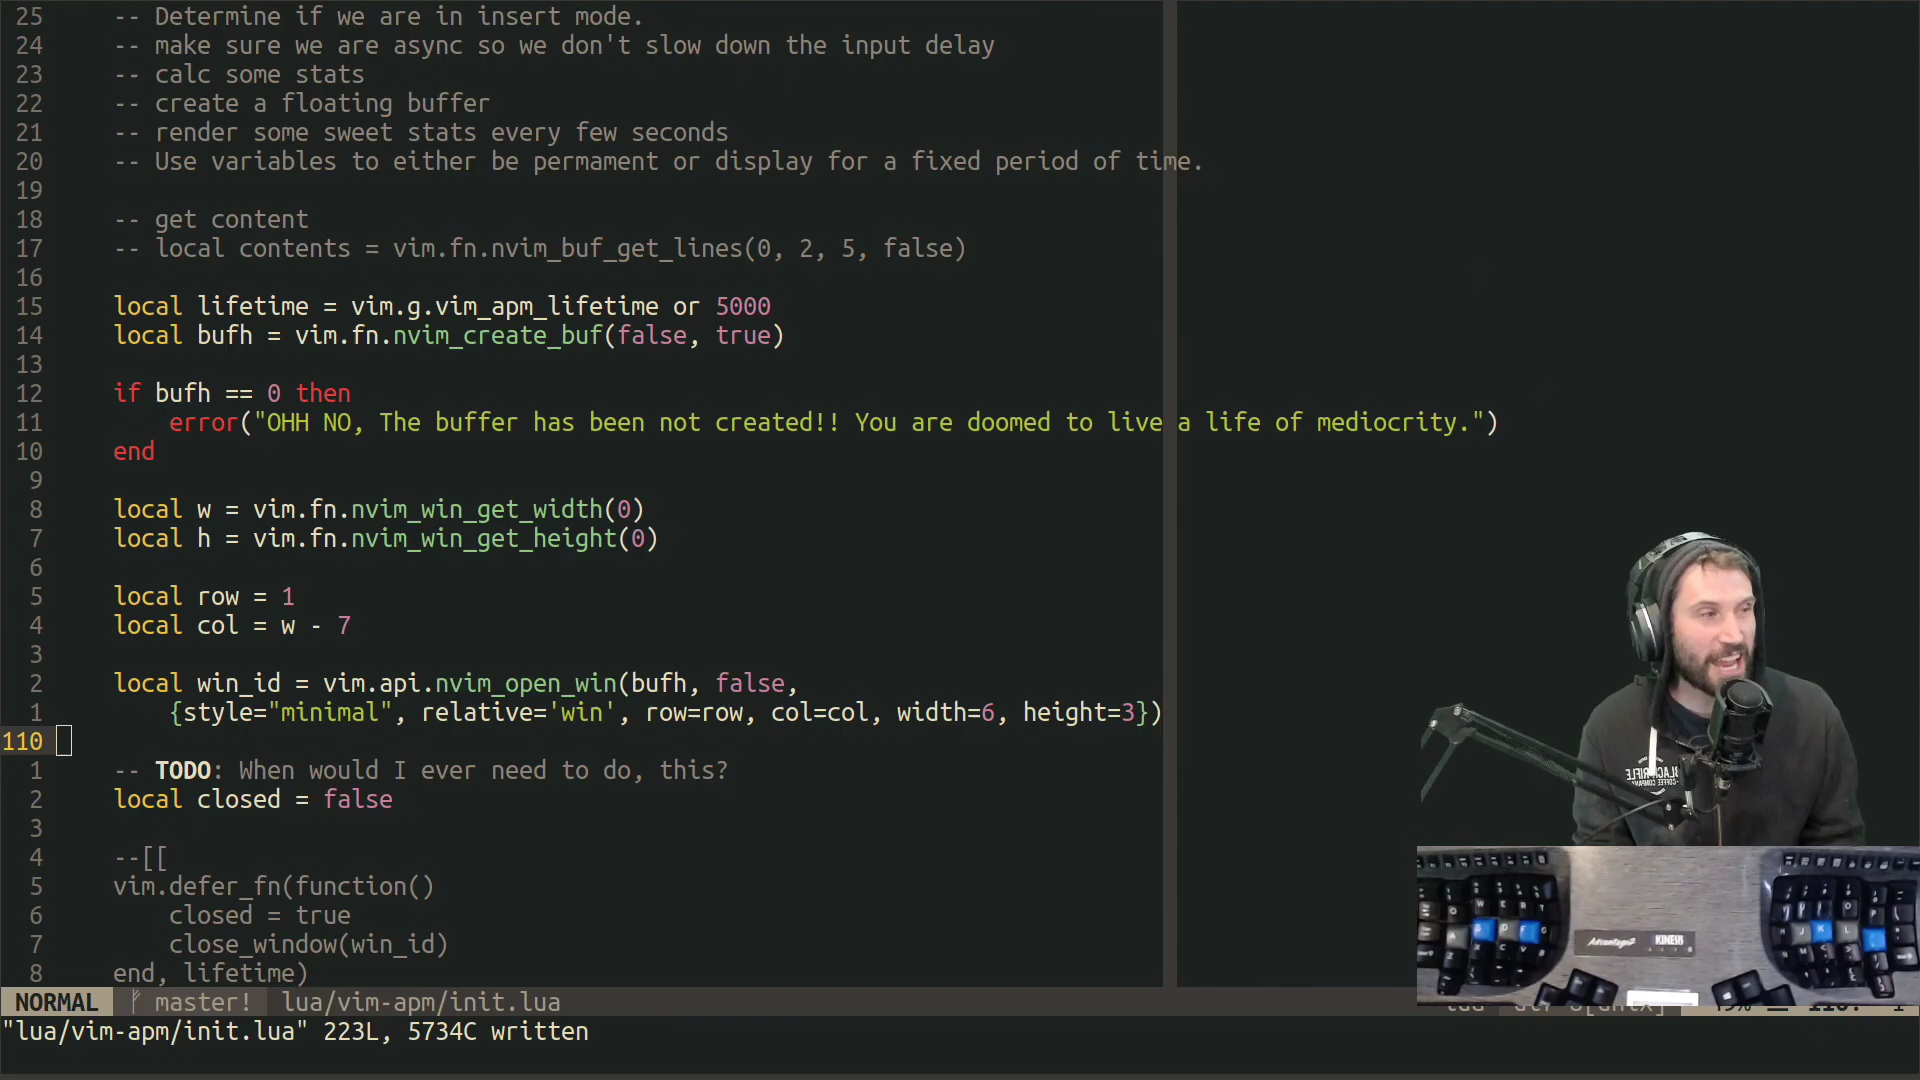 25 -- Determine if we are in insert mode.
24 -- make sure we are async so we don't slow down the input delay
23 -- calc some stats
22 -- create a floating buffer
21 -- render some sweet stats every few seconds
20 -- Use variables to either be permament or display for a fixed period of time.
19
18 -- get content
17 -- local contents = vim.fn.nvim_buf_get_lines(0, 2, 5, false)
16
15 local lifetime = vim.g.vim_apm_lifetime or 5000
14 local bufh = vim.fn.nvim_create_buf(false, true)
13
12 if bufh == 0 then
11 error("OHH NO, The buffer has been not created!! You are doomed to live a life of mediocrity.")
10 end
9
8 local w = vim.fn.nvim_win_get_width(0)
7 local h = vim.fn.nvim_win_get_height(0)
6
5 local row = 1
4 local col = w - 7
3
2 local win_id = vim.api.nvim_open_win(bufh, false,
1 {style="minimal", relative='win', row=row, col=col, width=6, height=3})
110
1 -- TODO: When would I ever need to do, this?
2 local closed = false
3
4 --[[
5 vim.defer_fn(function()
6 closed = true
7 close_window(win_id)
8 end, lifetime)
NORMAL master! lua/vim-apm/init.lua
"lua/vim-apm/init.lua" 223L, 5734C written
BLACK RIFLE
COFFEE COMPANY
Advantage2 KINESIS